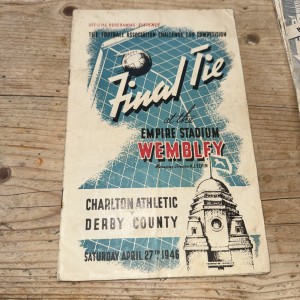 OFFICIAL PROGRAMME SIXPENCE
THE FOOTBALL ASSOCIATION CHALLENGE CUP COMPETITION
Final Tie
at the
EMPIRE STADIUM
WEMBLEY
CHARLTON ATHLETIC
V
DERBY COUNTY
SATURDAY APRIL 27TH 1946